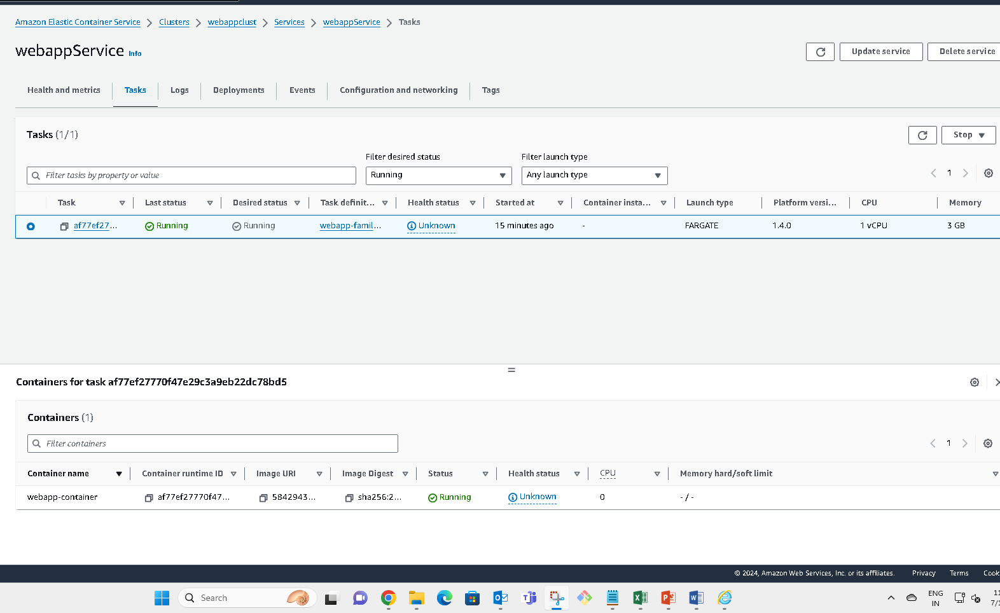 Amazon Elastic Container Service > Clusters > webappclust > Services > webappService > Tasks
webappService Info
Update service Delete service
Health and metrics Tasks Logs Deployments Events Configuration and networking Tags
Tasks (1/1)
Stop
Filter desired status Filter launch type
Filter tasks by property or value Running Any launch type 1
Task Last status Desired status Task definit... Health status Started at Container insta... Launch type Platform versi... CPU Memory
af77ef27... Running Running webapp-famil... Unknown 15 minutes ago - FARGATE 1.4.0 1 vCPU 3 GB
Containers for task af77ef27770f47e29c3a9eb22dc78bd5
Containers (1)
Filter containers 1
Container name Container runtime ID Image URI Image Digest Status Health status CPU Memory hard/soft limit
webapp-container af77ef27770f47... 5842943... sha256:2... Running Unknown 0 - / -
© 2024, Amazon Web Services, Inc. or its affiliates. Privacy Terms Cook
Search
ENG
IN
11
7/1